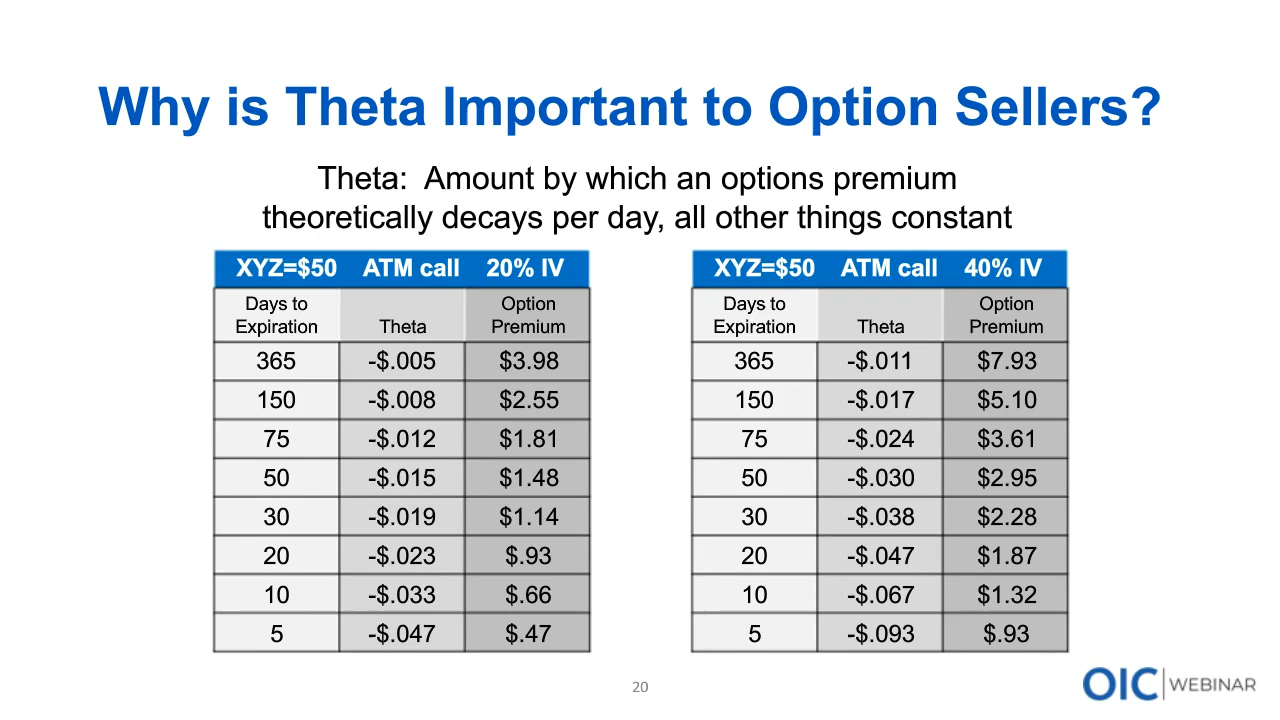 Why is Theta Important to Option Sellers?
Theta:  Amount by which an options premium
theoretically decays per day, all other things constant
XYZ=$50 ATM call 20% IV
Days to Expiration Theta Option Premium
365 -$.005 $3.98
150 -$.008 $2.55
75 -$.012 $1.81
50 -$.015 $1.48
30 -$.019 $1.14
20 -$.023 $.93
10 -$.033 $.66
5 -$.047 $.47
XYZ=$50 ATM call 40% IV
Days to Expiration Theta Option Premium
365 -$.011 $7.93
150 -$.017 $5.10
75 -$.024 $3.61
50 -$.030 $2.95
30 -$.038 $2.28
20 -$.047 $1.87
10 -$.067 $1.32
5 -$.093 $.93
20
OIC WEBINAR